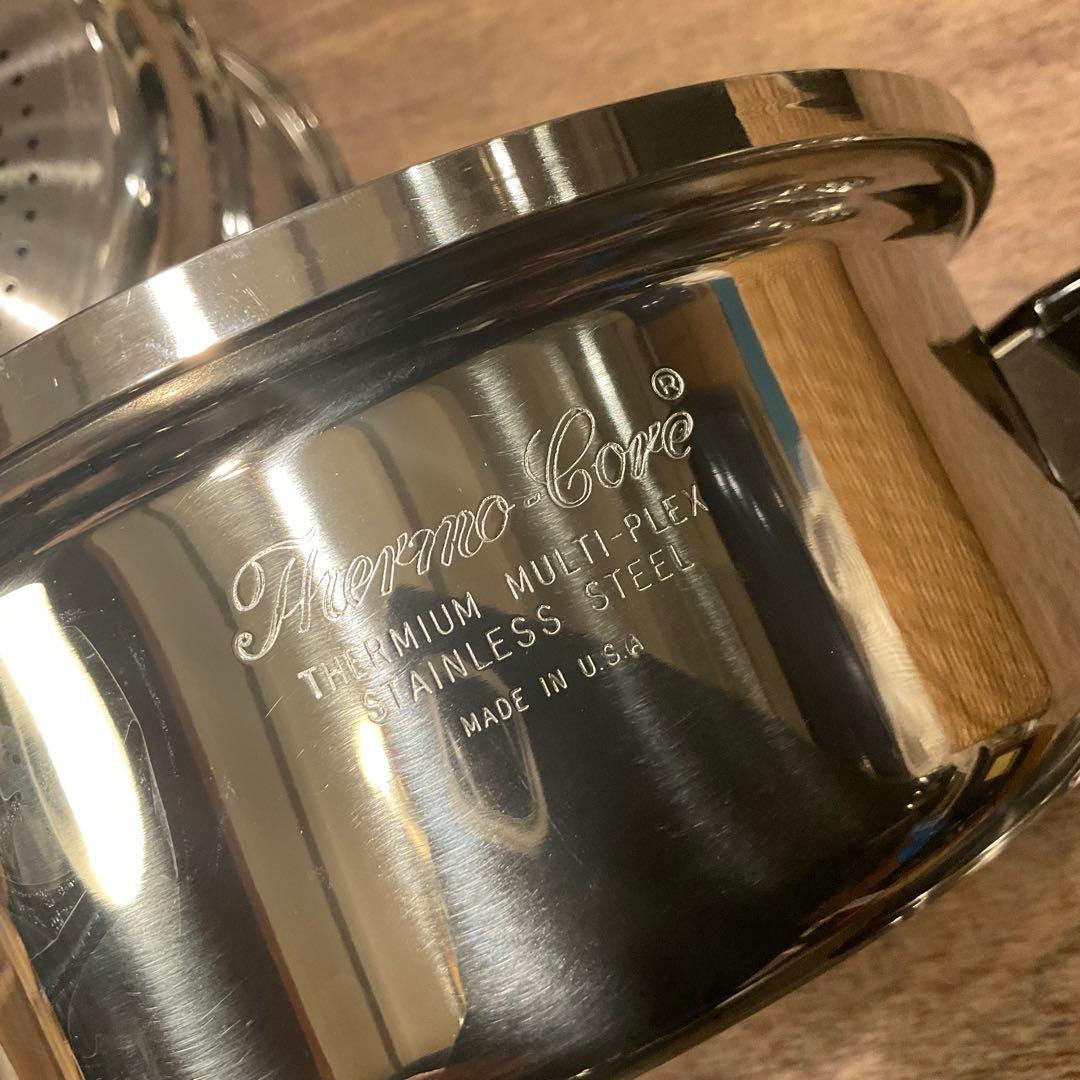 Thermo-Core®
THERMIUM MULTI-PLEX
STAINLESS STEEL
MADE IN U.S.A